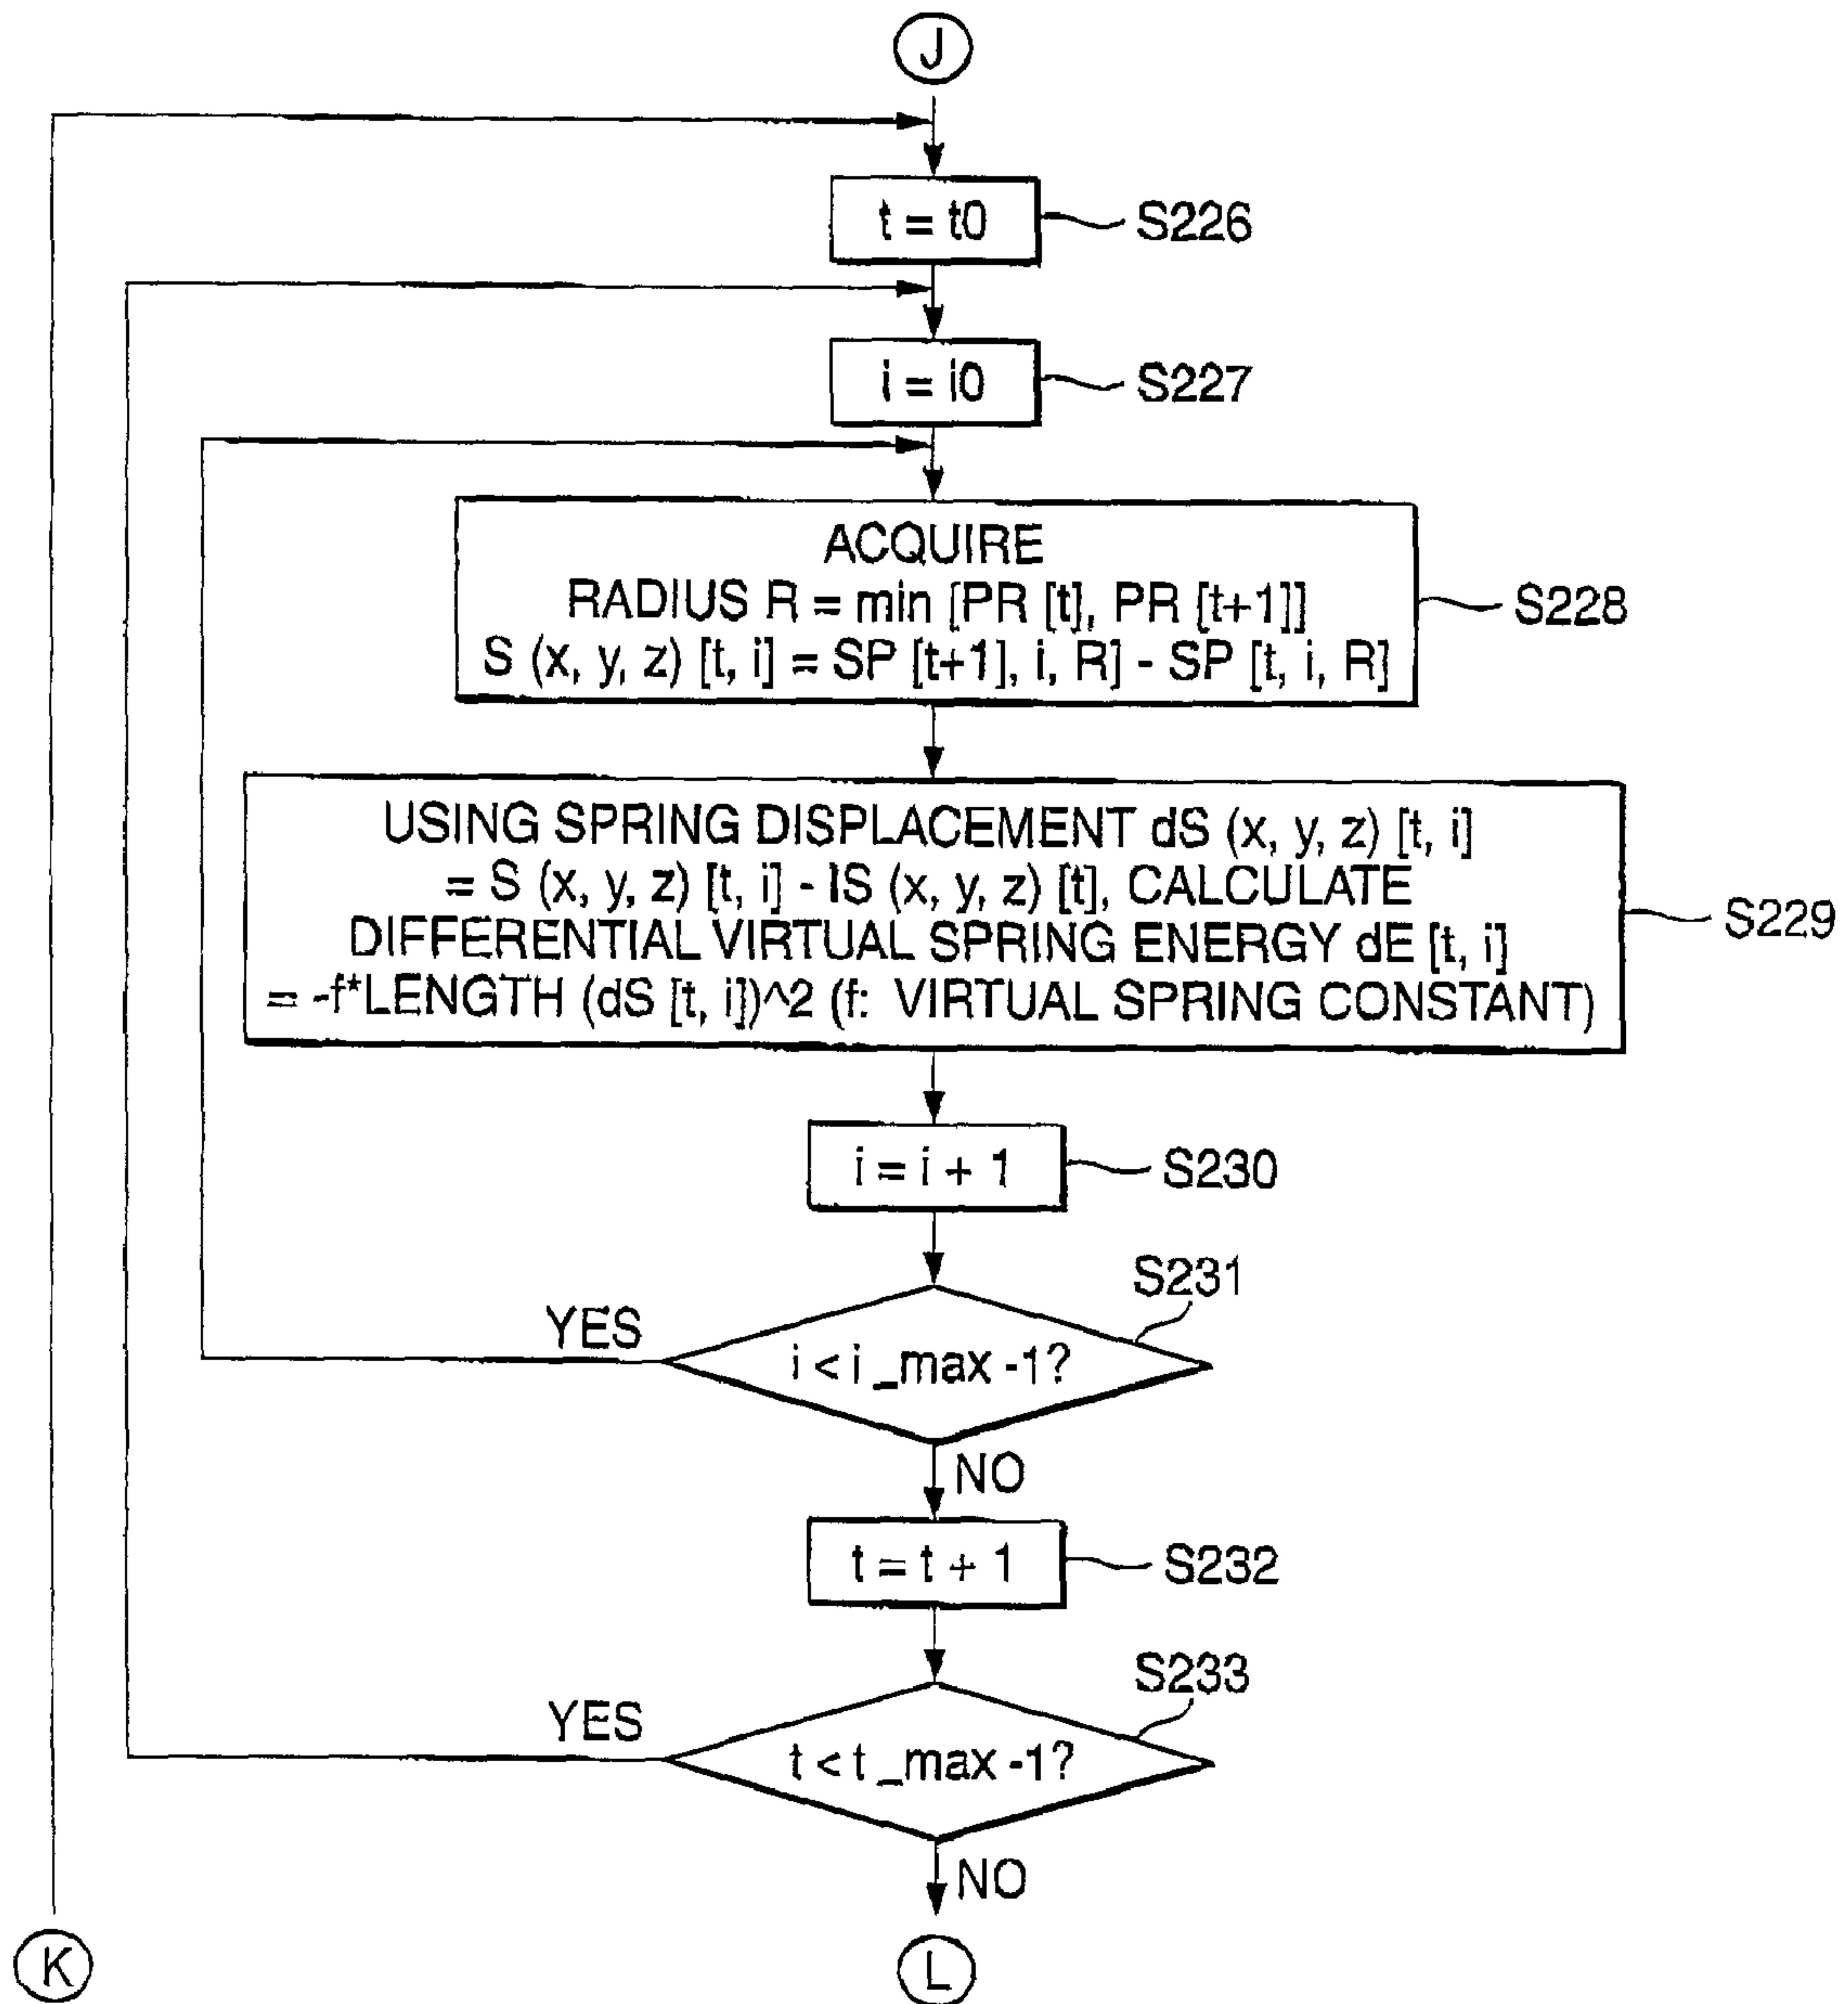 J
t = t0
S226
i = i0
S227
ACQUIRE
RADIUS R = min [PR [t], PR [t+1]]
S (x, y, z) [t, i] = SP [t+1], i, R] - SP [t, i, R]
S228
USING SPRING DISPLACEMENT dS (x, y, z) [t, i]
= S (x, y, z) [t, i] - IS (x, y, z) [t], CALCULATE
DIFFERENTIAL VIRTUAL SPRING ENERGY dE [t, i]
= -f*LENGTH (dS [t, i])^2 (f: VIRTUAL SPRING CONSTANT)
S229
i = i + 1
S230
S231
YES
i < i_max -1?
NO
t = t + 1
S232
S233
YES
t < t_max -1?
NO
K
L